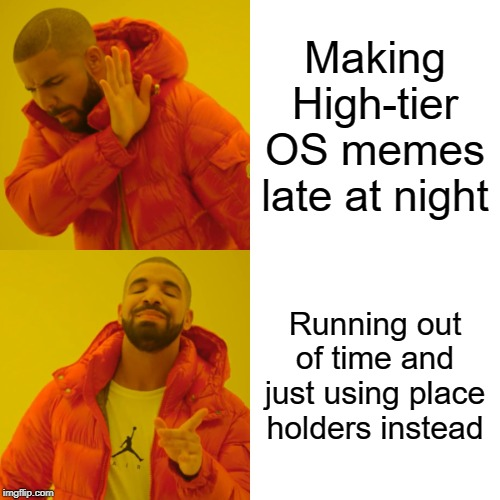 Making
High-tier
OS memes
late at night
Running out
of time and
just using place
holders instead
AIR
imgflip.com